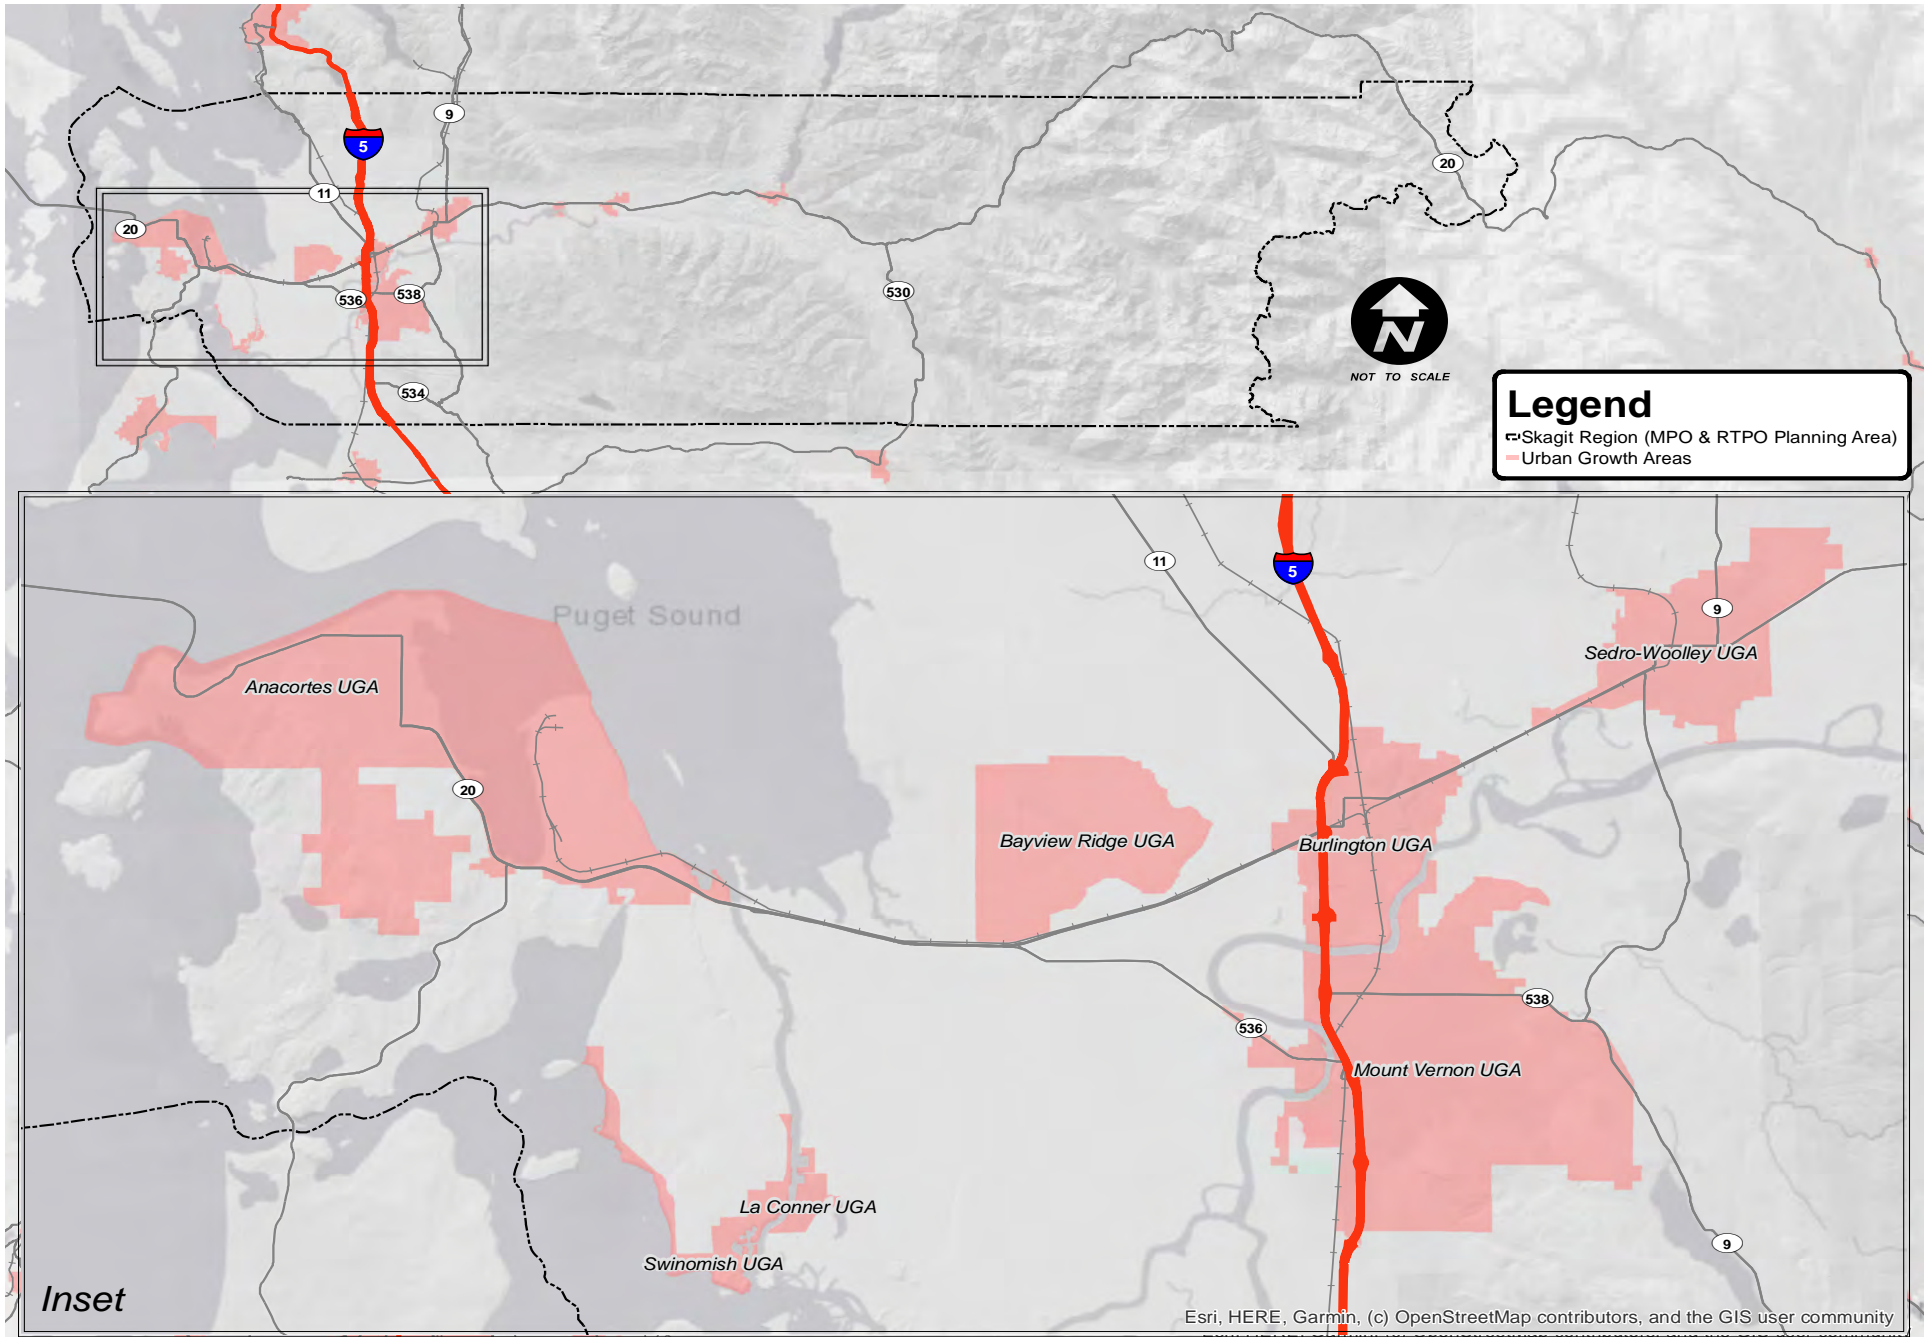 9
5
11
20
20
536
538
530
534
N
NOT TO SCALE
Legend
Skagit Region (MPO & RTPO Planning Area)
Urban Growth Areas
11
5
9
Puget Sound
Sedro-Woolley UGA
Anacortes UGA
20
Bayview Ridge UGA
Burlington UGA
538
536
Mount Vernon UGA
La Conner UGA
Swinomish UGA
9
Inset
Esri, HERE, Garmin, (c) OpenStreetMap contributors, and the GIS user community